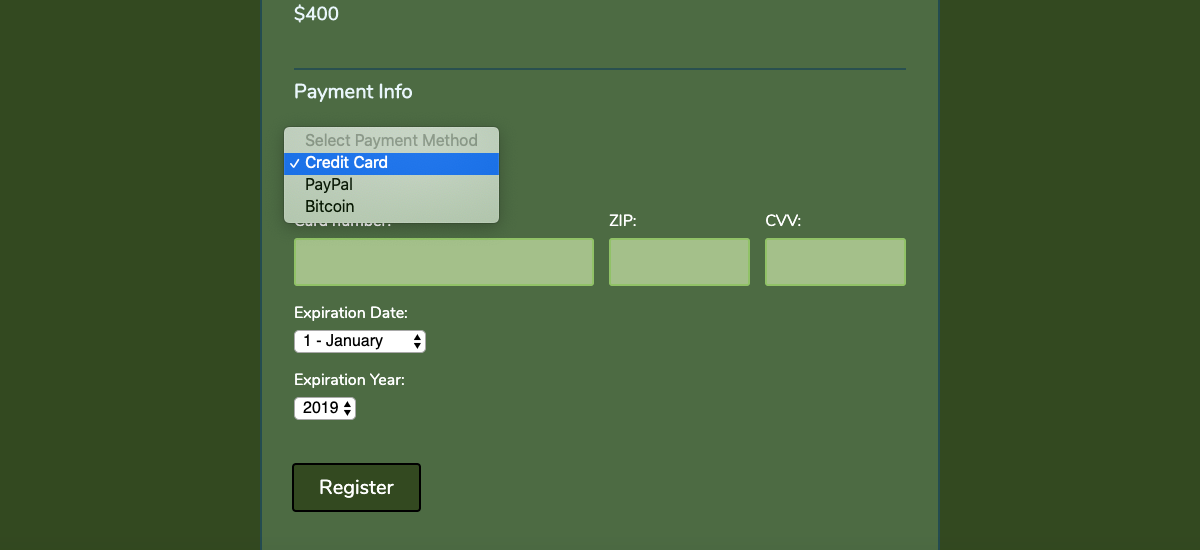 $400
Payment Info
Select Payment Method
✓ Credit Card
PayPal
Bitcoin
Card number:
ZIP:
CVV:
Expiration Date:
1 - January
Expiration Year:
2019
Register